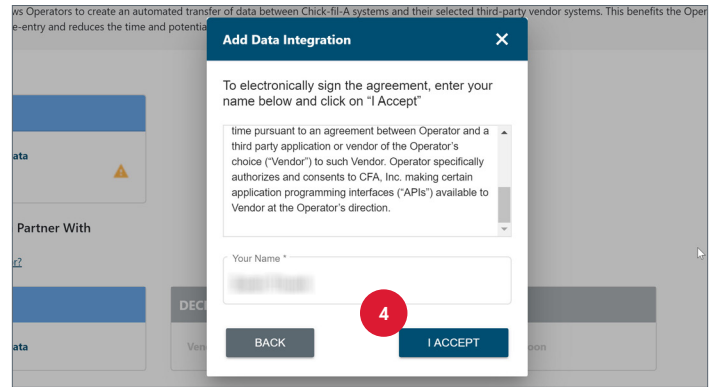 ws Operators to create an automated transfer of data between Chick-fil-A systems and their selected third-party vendor systems. This benefits the Oper
e-entry and reduces the time and potentia
Add Data Integration
To electronically sign the agreement, enter your
name below and click on “I Accept”
time pursuant to an agreement between Operator and a
third party application or vendor of the Operator’s
choice (“Vendor”) to such Vendor. Operator specifically
authorizes and consents to CFA, Inc. making certain
application programming interfaces (“APIs”) available to
Vendor at the Operator’s direction.
ata
Partner With
r?
Your Name *
DECE
4
BACK
I ACCEPT
ata
Ven
oon